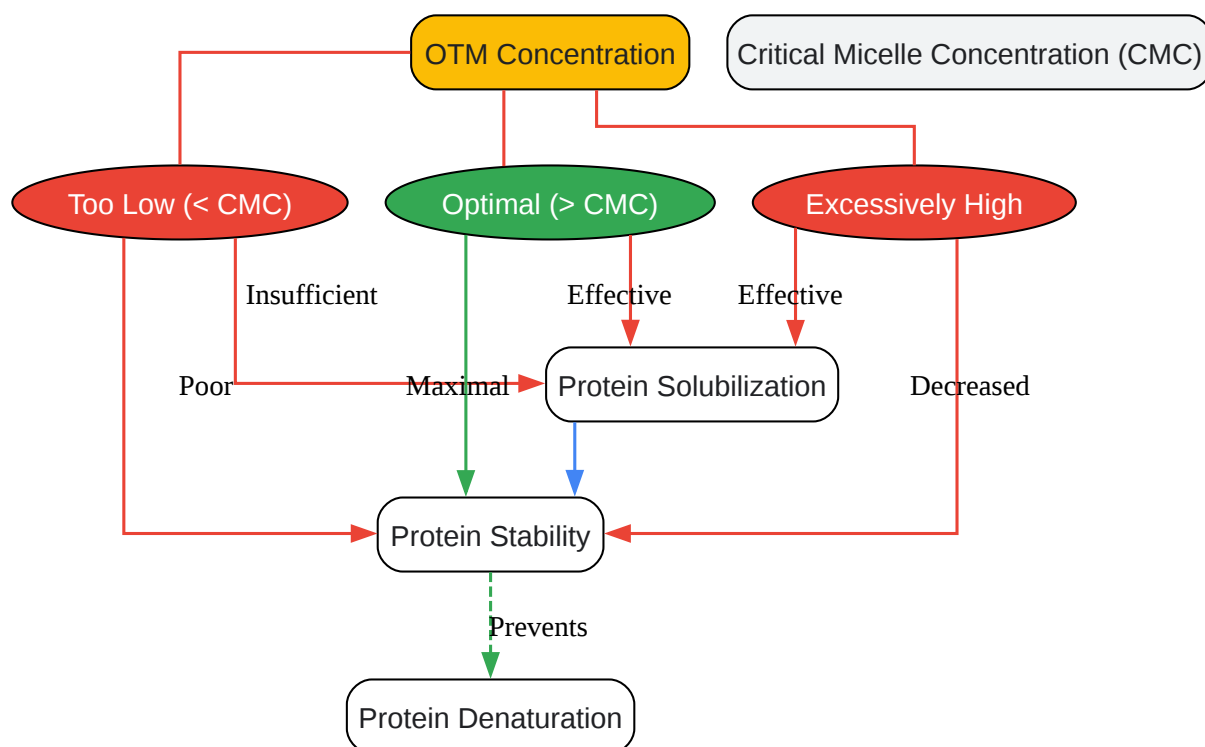 OTM Concentration
Critical Micelle Concentration (CMC)
Too Low (< CMC)
Optimal (> CMC)
Excessively High
Insufficient
Effective
Effective
Poor
Maximal
Protein Solubilization
Decreased
Protein Stability
Prevents
Protein Denaturation